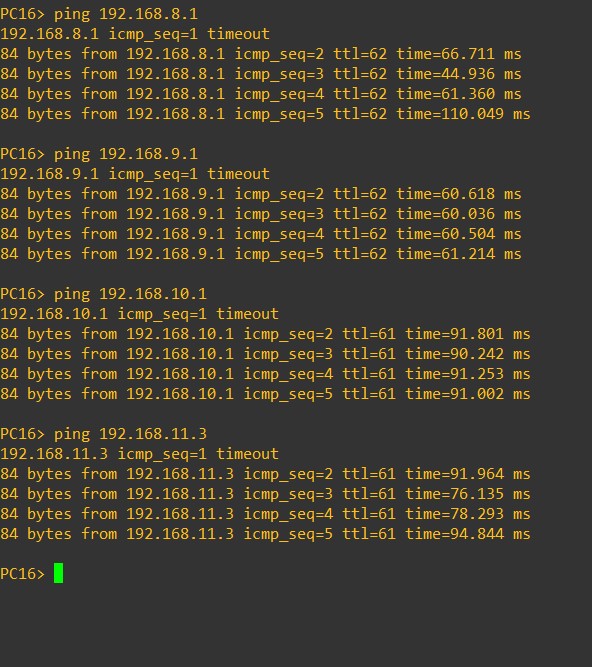 PC16> ping 192.168.8.1
192.168.8.1 icmp_seq=1 timeout
84 bytes from 192.168.8.1 icmp_seq=2 ttl=62 time=66.711 ms
84 bytes from 192.168.8.1 icmp_seq=3 ttl=62 time=44.936 ms
84 bytes from 192.168.8.1 icmp_seq=4 ttl=62 time=61.360 ms
84 bytes from 192.168.8.1 icmp_seq=5 ttl=62 time=110.049 ms
PC16> ping 192.168.9.1
192.168.9.1 icmp_seq=1 timeout
84 bytes from 192.168.9.1 icmp_seq=2 ttl=62 time=60.618 ms
84 bytes from 192.168.9.1 icmp_seq=3 ttl=62 time=60.036 ms
84 bytes from 192.168.9.1 icmp_seq=4 ttl=62 time=60.504 ms
84 bytes from 192.168.9.1 icmp_seq=5 ttl=62 time=61.214 ms
PC16> ping 192.168.10.1
192.168.10.1 icmp_seq=1 timeout
84 bytes from 192.168.10.1 icmp_seq=2 ttl=61 time=91.801 ms
84 bytes from 192.168.10.1 icmp_seq=3 ttl=61 time=90.242 ms
84 bytes from 192.168.10.1 icmp_seq=4 ttl=61 time=91.253 ms
84 bytes from 192.168.10.1 icmp_seq=5 ttl=61 time=91.002 ms
PC16> ping 192.168.11.3
192.168.11.3 icmp_seq=1 timeout
84 bytes from 192.168.11.3 icmp_seq=2 ttl=61 time=91.964 ms
84 bytes from 192.168.11.3 icmp_seq=3 ttl=61 time=76.135 ms
84 bytes from 192.168.11.3 icmp_seq=4 ttl=61 time=78.293 ms
84 bytes from 192.168.11.3 icmp_seq=5 ttl=61 time=94.844 ms
PC16>